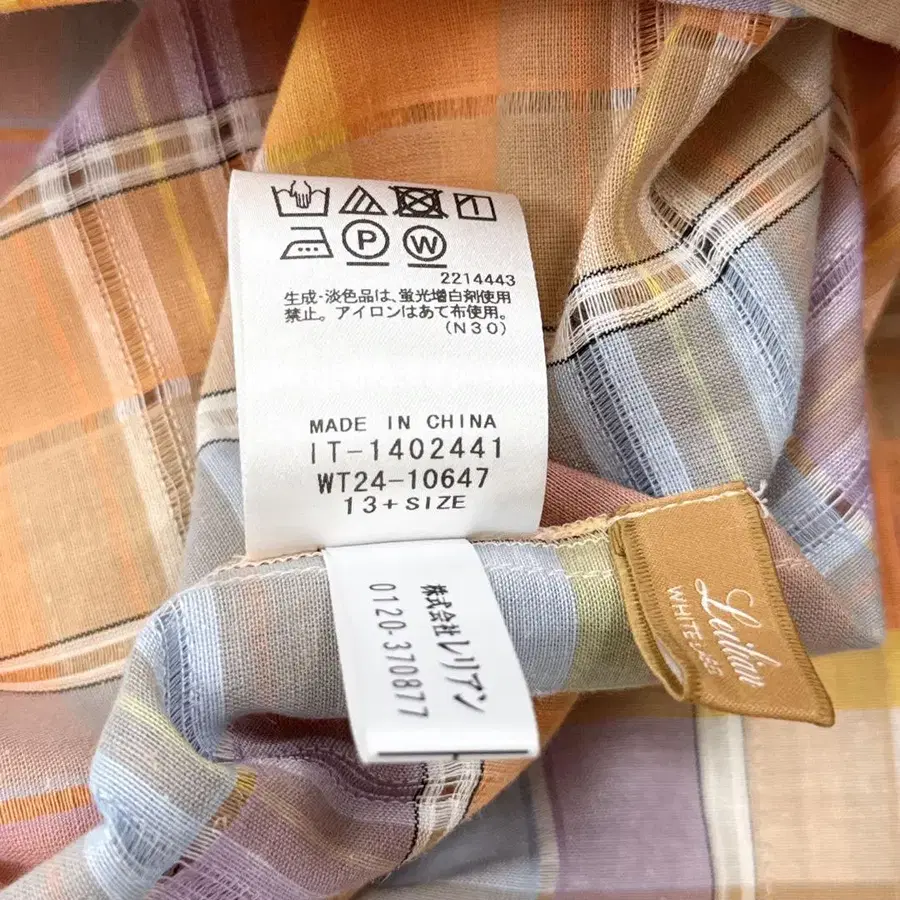 P W
2214443
生成・淡色品は、蛍光増白剤使用
禁止。アイロンはあて布使用。
(N30)
MADE IN CHINA
IT-1402441
WT24-10647
13+SIZE
株式会社レリアン
0120-370877
Leilian
WHITE LABEL